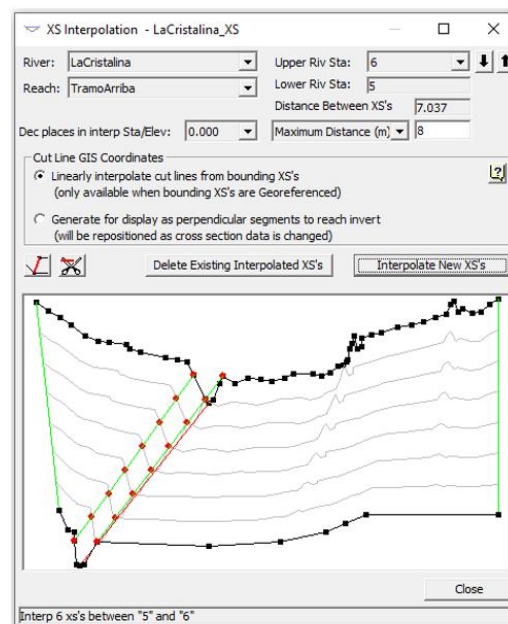 XS Interpolation - LaCristalina_XS
River: LaCristalina Upper Riv Sta: 6
Reach: TramoArriba Lower Riv Sta: 5
Distance Between XS's 7.037
Dec places in interp Sta/Elev: 0.000 Maximum Distance (m) 8
Cut Line GIS Coordinates
Linearly interpolate cut lines from bounding XS's
(only available when bounding XS's are Georeferenced)
Generate for display as perpendicular segments to reach invert
(will be repositioned as cross section data is changed)
Delete Existing Interpolated XS's Interpolate New XS's
Close
Interp 6 xs's between "5" and "6"